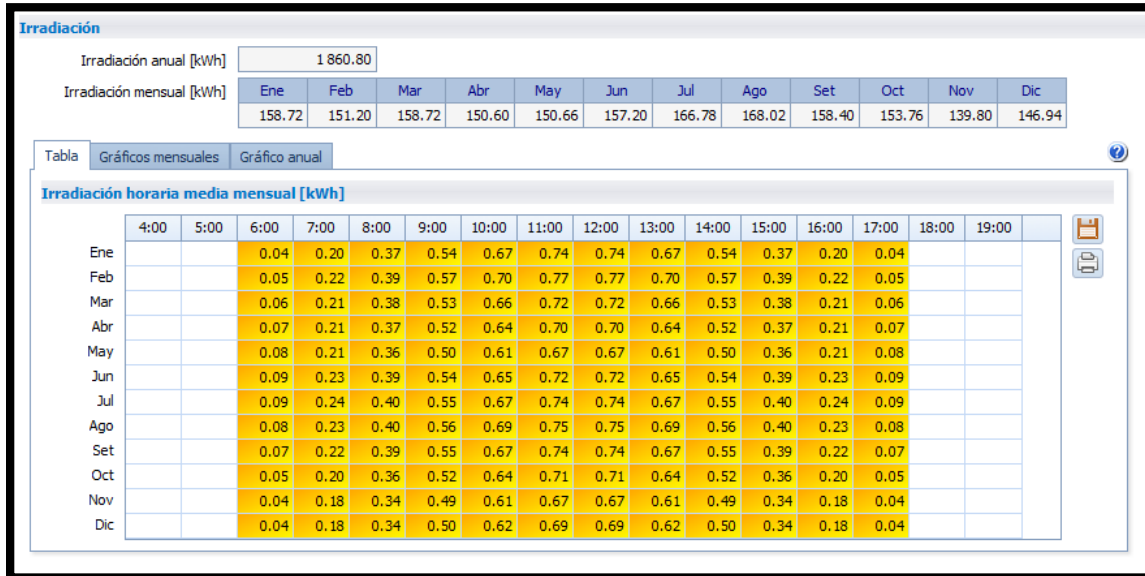 Irradiación
Irradiación anual [kWh] 1 860.80
Irradiación mensual [kWh] Ene Feb Mar Abr May Jun Jul Ago Set Oct Nov Dic
158.72 151.20 158.72 150.60 150.66 157.20 166.78 168.02 158.40 153.76 139.80 146.94
Tabla Gráficos mensuales Gráfico anual
Irradiación horaria media mensual [kWh]
4:00 5:00 6:00 7:00 8:00 9:00 10:00 11:00 12:00 13:00 14:00 15:00 16:00 17:00 18:00 19:00
Ene 0.04 0.20 0.37 0.54 0.67 0.74 0.74 0.67 0.54 0.37 0.20 0.04
Feb 0.05 0.22 0.39 0.57 0.70 0.77 0.77 0.70 0.57 0.39 0.22 0.05
Mar 0.06 0.21 0.38 0.53 0.66 0.72 0.72 0.66 0.53 0.38 0.21 0.06
Abr 0.07 0.21 0.37 0.52 0.64 0.70 0.70 0.64 0.52 0.37 0.21 0.07
May 0.08 0.21 0.36 0.50 0.61 0.67 0.67 0.61 0.50 0.36 0.21 0.08
Jun 0.09 0.23 0.39 0.54 0.65 0.72 0.72 0.65 0.54 0.39 0.23 0.09
Jul 0.09 0.24 0.40 0.55 0.67 0.74 0.74 0.67 0.55 0.40 0.24 0.09
Ago 0.08 0.23 0.40 0.56 0.69 0.75 0.75 0.69 0.56 0.40 0.23 0.08
Set 0.07 0.22 0.39 0.55 0.67 0.74 0.74 0.67 0.55 0.39 0.22 0.07
Oct 0.05 0.20 0.36 0.52 0.64 0.71 0.71 0.64 0.52 0.36 0.20 0.05
Nov 0.04 0.18 0.34 0.49 0.61 0.67 0.67 0.61 0.49 0.34 0.18 0.04
Dic 0.04 0.18 0.34 0.50 0.62 0.69 0.69 0.62 0.50 0.34 0.18 0.04